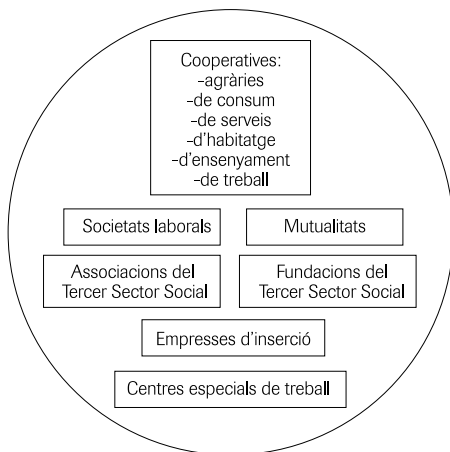 Cooperatives:
-agràries
-de consum
-de serveis
-d'habitatge
-d'ensenyament
-de treball
Societats laborals
Mutualitats
Associacions del
Tercer Sector Social
Fundacions del
Tercer Sector Social
Empreses d'inserció
Centres especials de treball